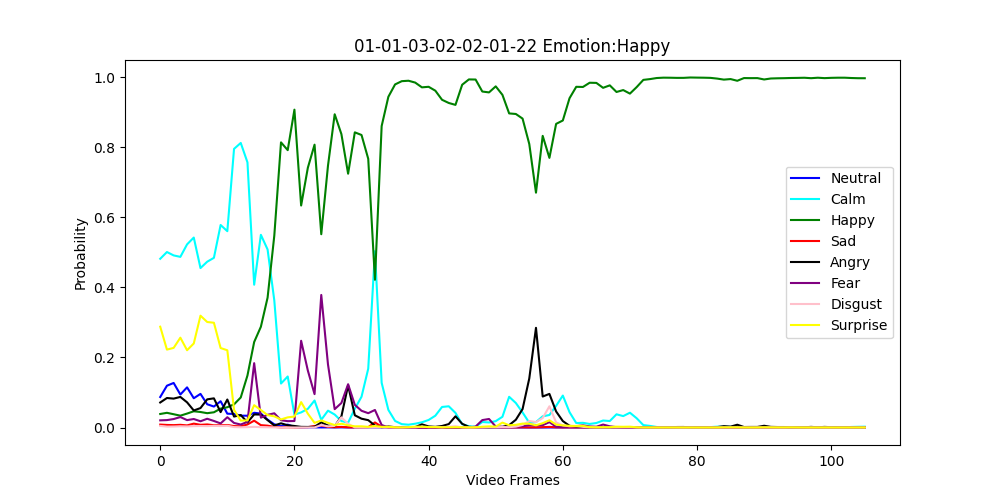 01-01-03-02-02-01-22 Emotion:Happy
Probability
1.0
0.8
0.6
0.4
0.2
0.0
Neutral
Calm
Happy
Sad
Angry
Fear
Disgust
Surprise
0
20
40
60
80
100
Video Frames